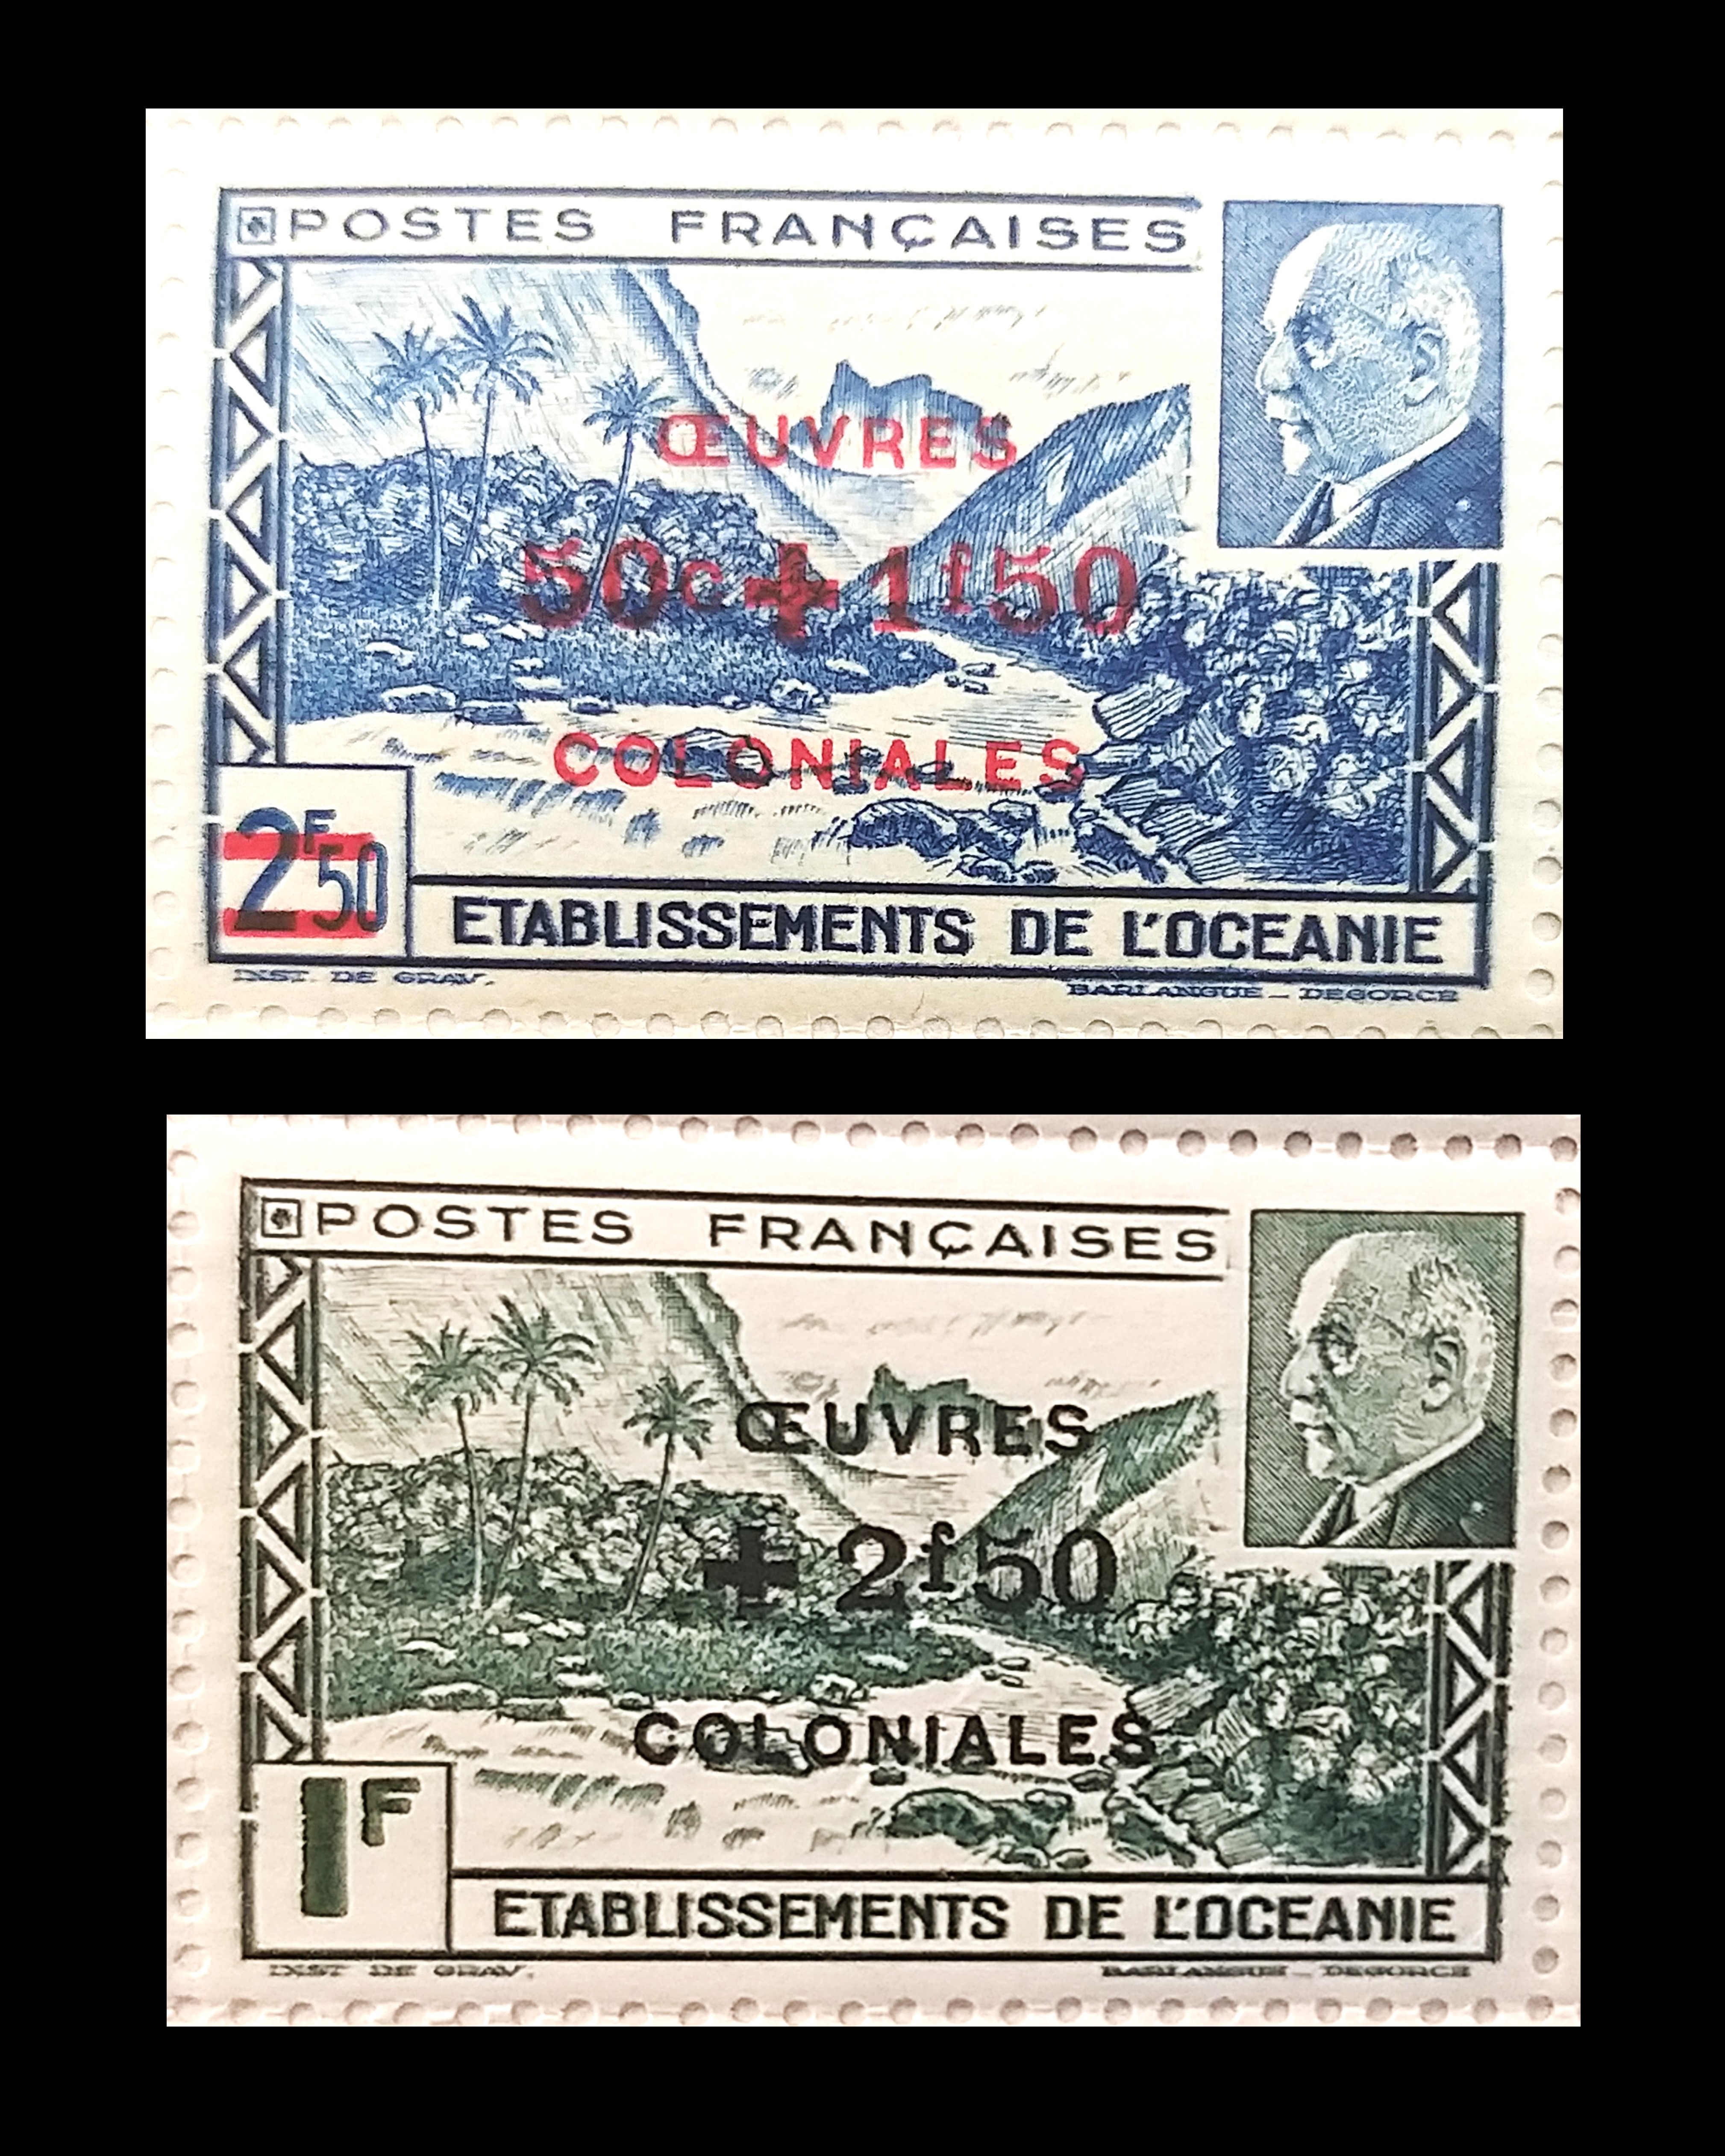 POSTES FRANÇAISES
ŒUVRES
50c + 1f50
COLONIALES
2F50
ETABLISSEMENTS DE L'OCEANIE
INST. DE GRAV.
BARLANGUE _ DEGORCE
POSTES FRANÇAISES
ŒUVRES
+ 2f50
COLONIALES
1F
ETABLISSEMENTS DE L'OCEANIE
INST DE GRAV.
BARLANGUE _ DEGORCE